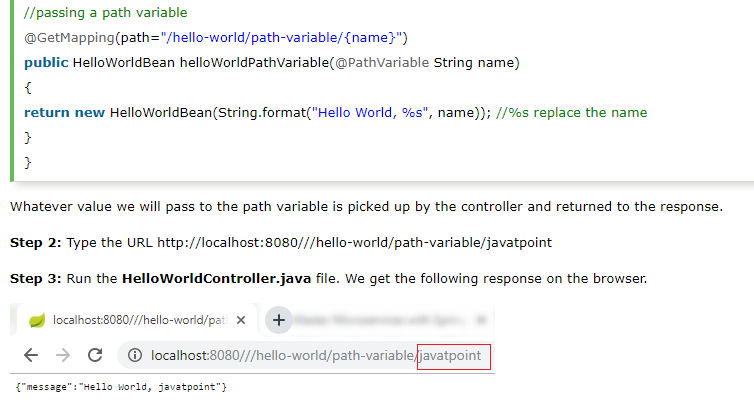 //passing a path variable
@GetMapping(path="/hello-world/path-variable/{name}")
public HelloWorldBean helloWorldPathVariable(@PathVariable String name)
{
return new HelloWorldBean(String.format("Hello World, %s", name)); //%s replace the name
}
}
Whatever value we will pass to the path variable is picked up by the controller and returned to the response.
Step 2: Type the URL http://localhost:8080///hello-world/path-variable/javatpoint
Step 3: Run the HelloWorldController.java file. We get the following response on the browser.
localhost:8080///hello-world/pat
localhost:8080///hello-world/path-variable/javatpoint
{"message":"Hello World, javatpoint"}